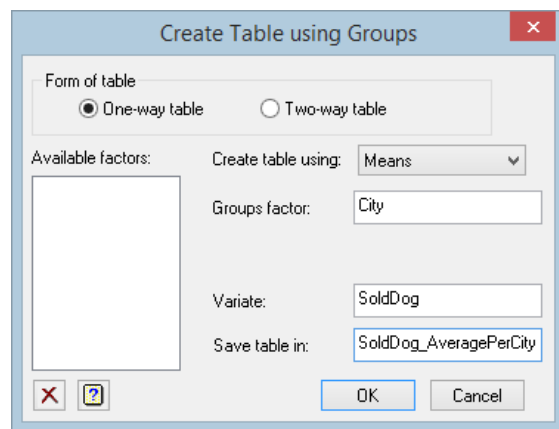 Create Table using Groups
Form of table
One-way table Two-way table
Available factors:
Create table using: Means
Groups factor: City
Variate: SoldDog
Save table in: SoldDog_AveragePerCity
OK Cancel